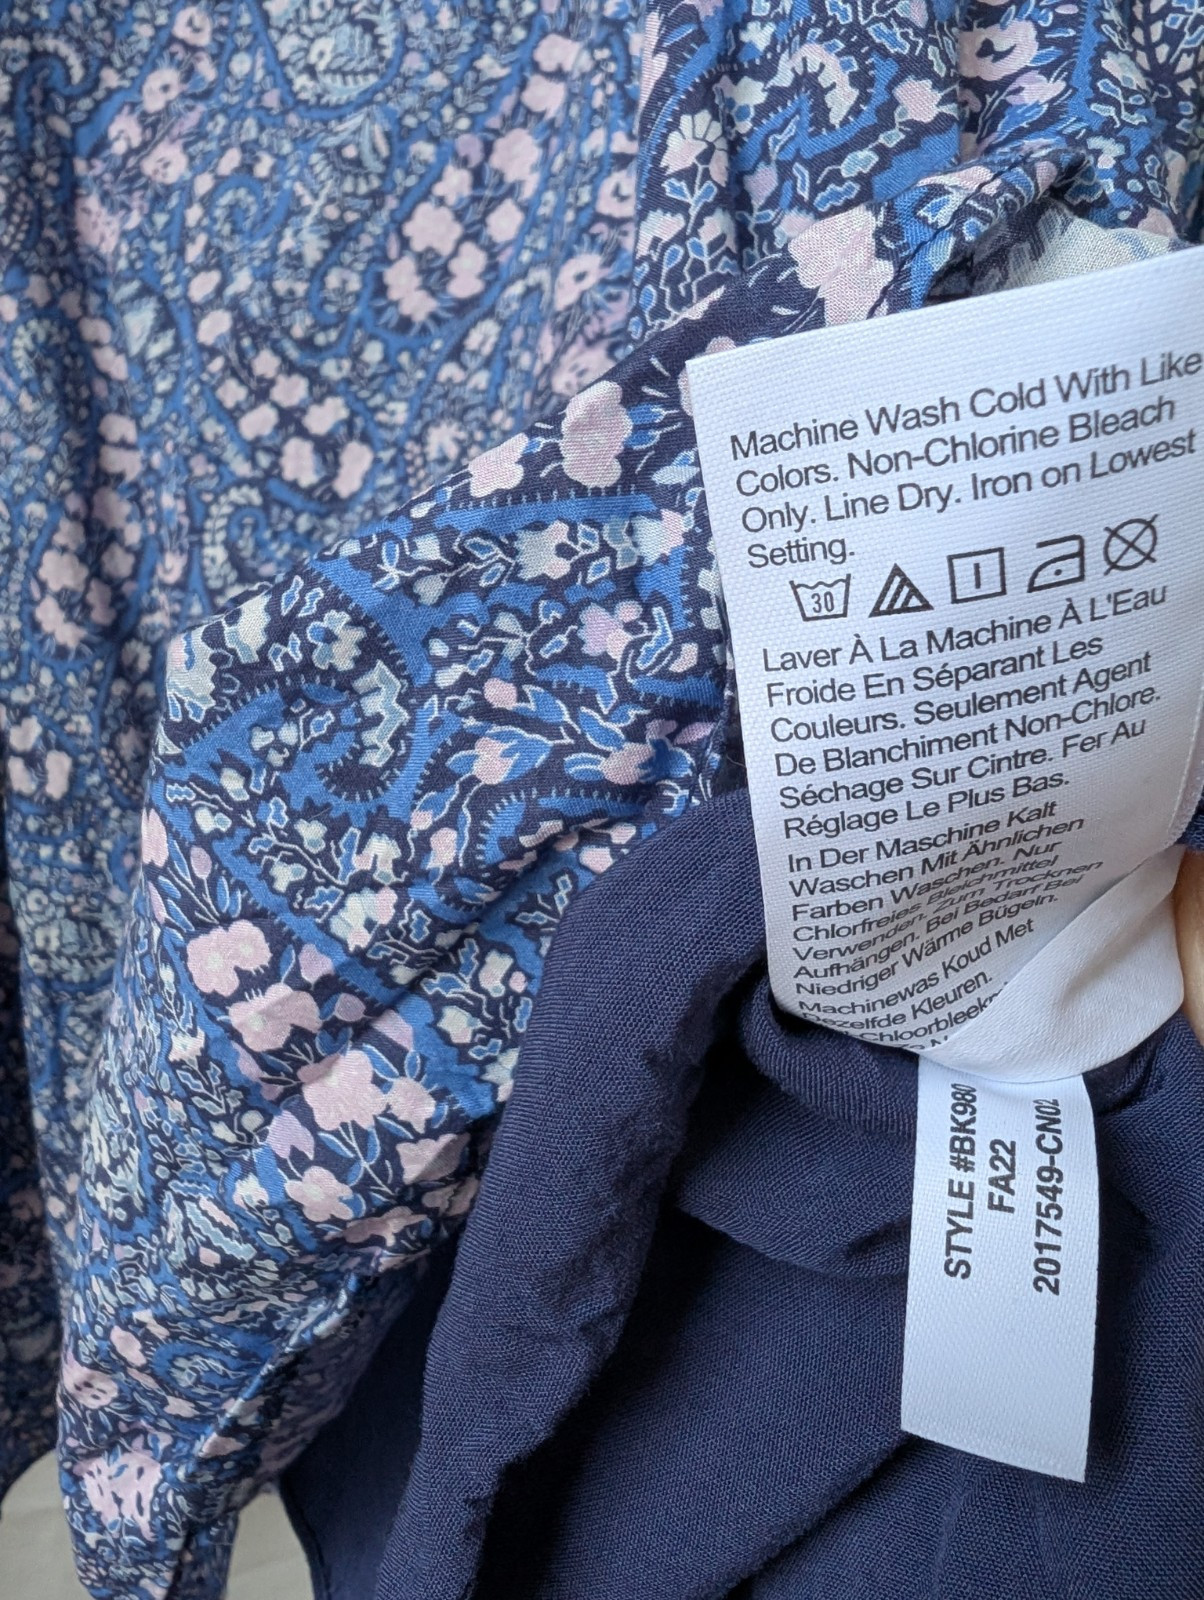 Machine Wash Cold With Like
Colors. Non-Chlorine Bleach
Only. Line Dry. Iron on Lowest
Setting.
30
Laver À La Machine À L'Eau
Froide En Séparant Les
Couleurs. Seulement Agent
De Blanchiment Non-Chlore.
Séchage Sur Cintre. Fer Au
Réglage Le Plus Bas.
In Der Maschine Kalt
Waschen Mit Ähnlichen
Farben Waschen. Nur
Chlorfreies Bleichmittel
Verwenden. Zum Trocknen
Aufhängen. Bei Bedarf Bei
Niedriger Wärme Bügeln.
Machinewas Koud Met
Dezelfde Kleuren.
STYLE #BK980
FA22
2017549-CN02